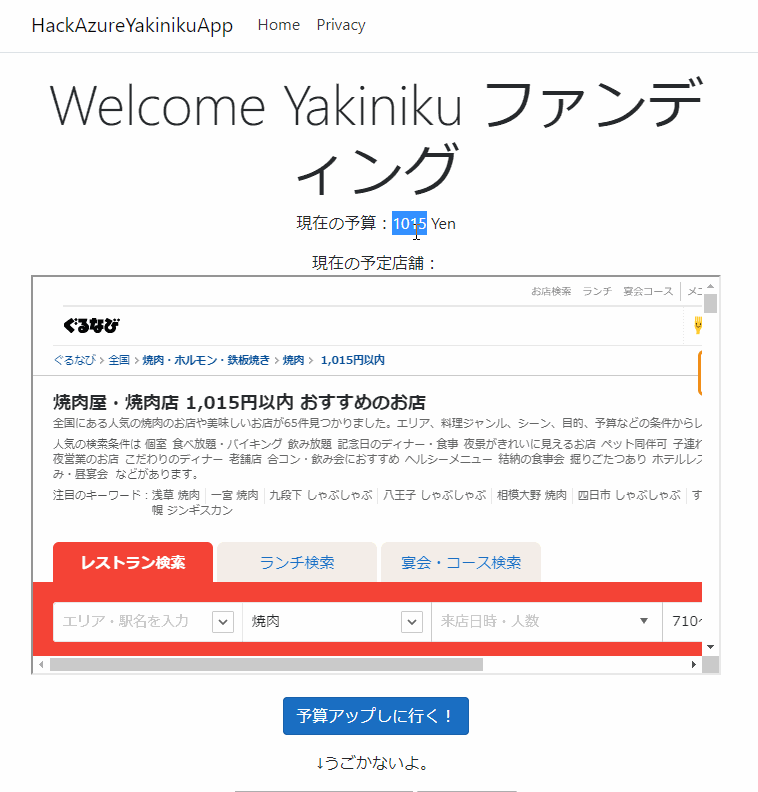 HackAzureYakinikuApp Home Privacy
Welcome Yakiniku ファンデ
ィング
現在の予算：1015 Yen
現在の予定店舗：
お店検索 ランチ 宴会コース メニ
ぐるなび
ぐるなび > 全国 > 焼肉・ホルモン・鉄板焼き > 焼肉 > 1,015円以内
焼肉屋・焼肉店 1,015円以内 おすすめのお店
全国にある人気の焼肉のお店や美味しいお店が65件見つかりました。エリア、料理ジャンル、シーン、目的、予算などの条件からレ
人気の検索条件は 個室 食べ放題・バイキング 飲み放題 記念日のディナー・食事 夜景がきれいに見えるお店 ペット同伴可 子連れ
夜営業のお店 こだわりのディナー 老舗店 合コン・飲み会におすすめ ヘルシーメニュー 結納の食事会 掘りごたつあり ホテルレス
み・昼宴会 などがあります。
注目のキーワード：浅草 焼肉 | 一宮 焼肉 | 九段下 しゃぶしゃぶ | 八王子 しゃぶしゃぶ | 相模大野 焼肉 | 四日市 しゃぶしゃぶ | す
幌 ジンギスカン
レストラン検索 ランチ検索 宴会・コース検索
エリア・駅名を入力 焼肉 来店日時・人数 710~
予算アップしに行く！
↓うごかないよ。